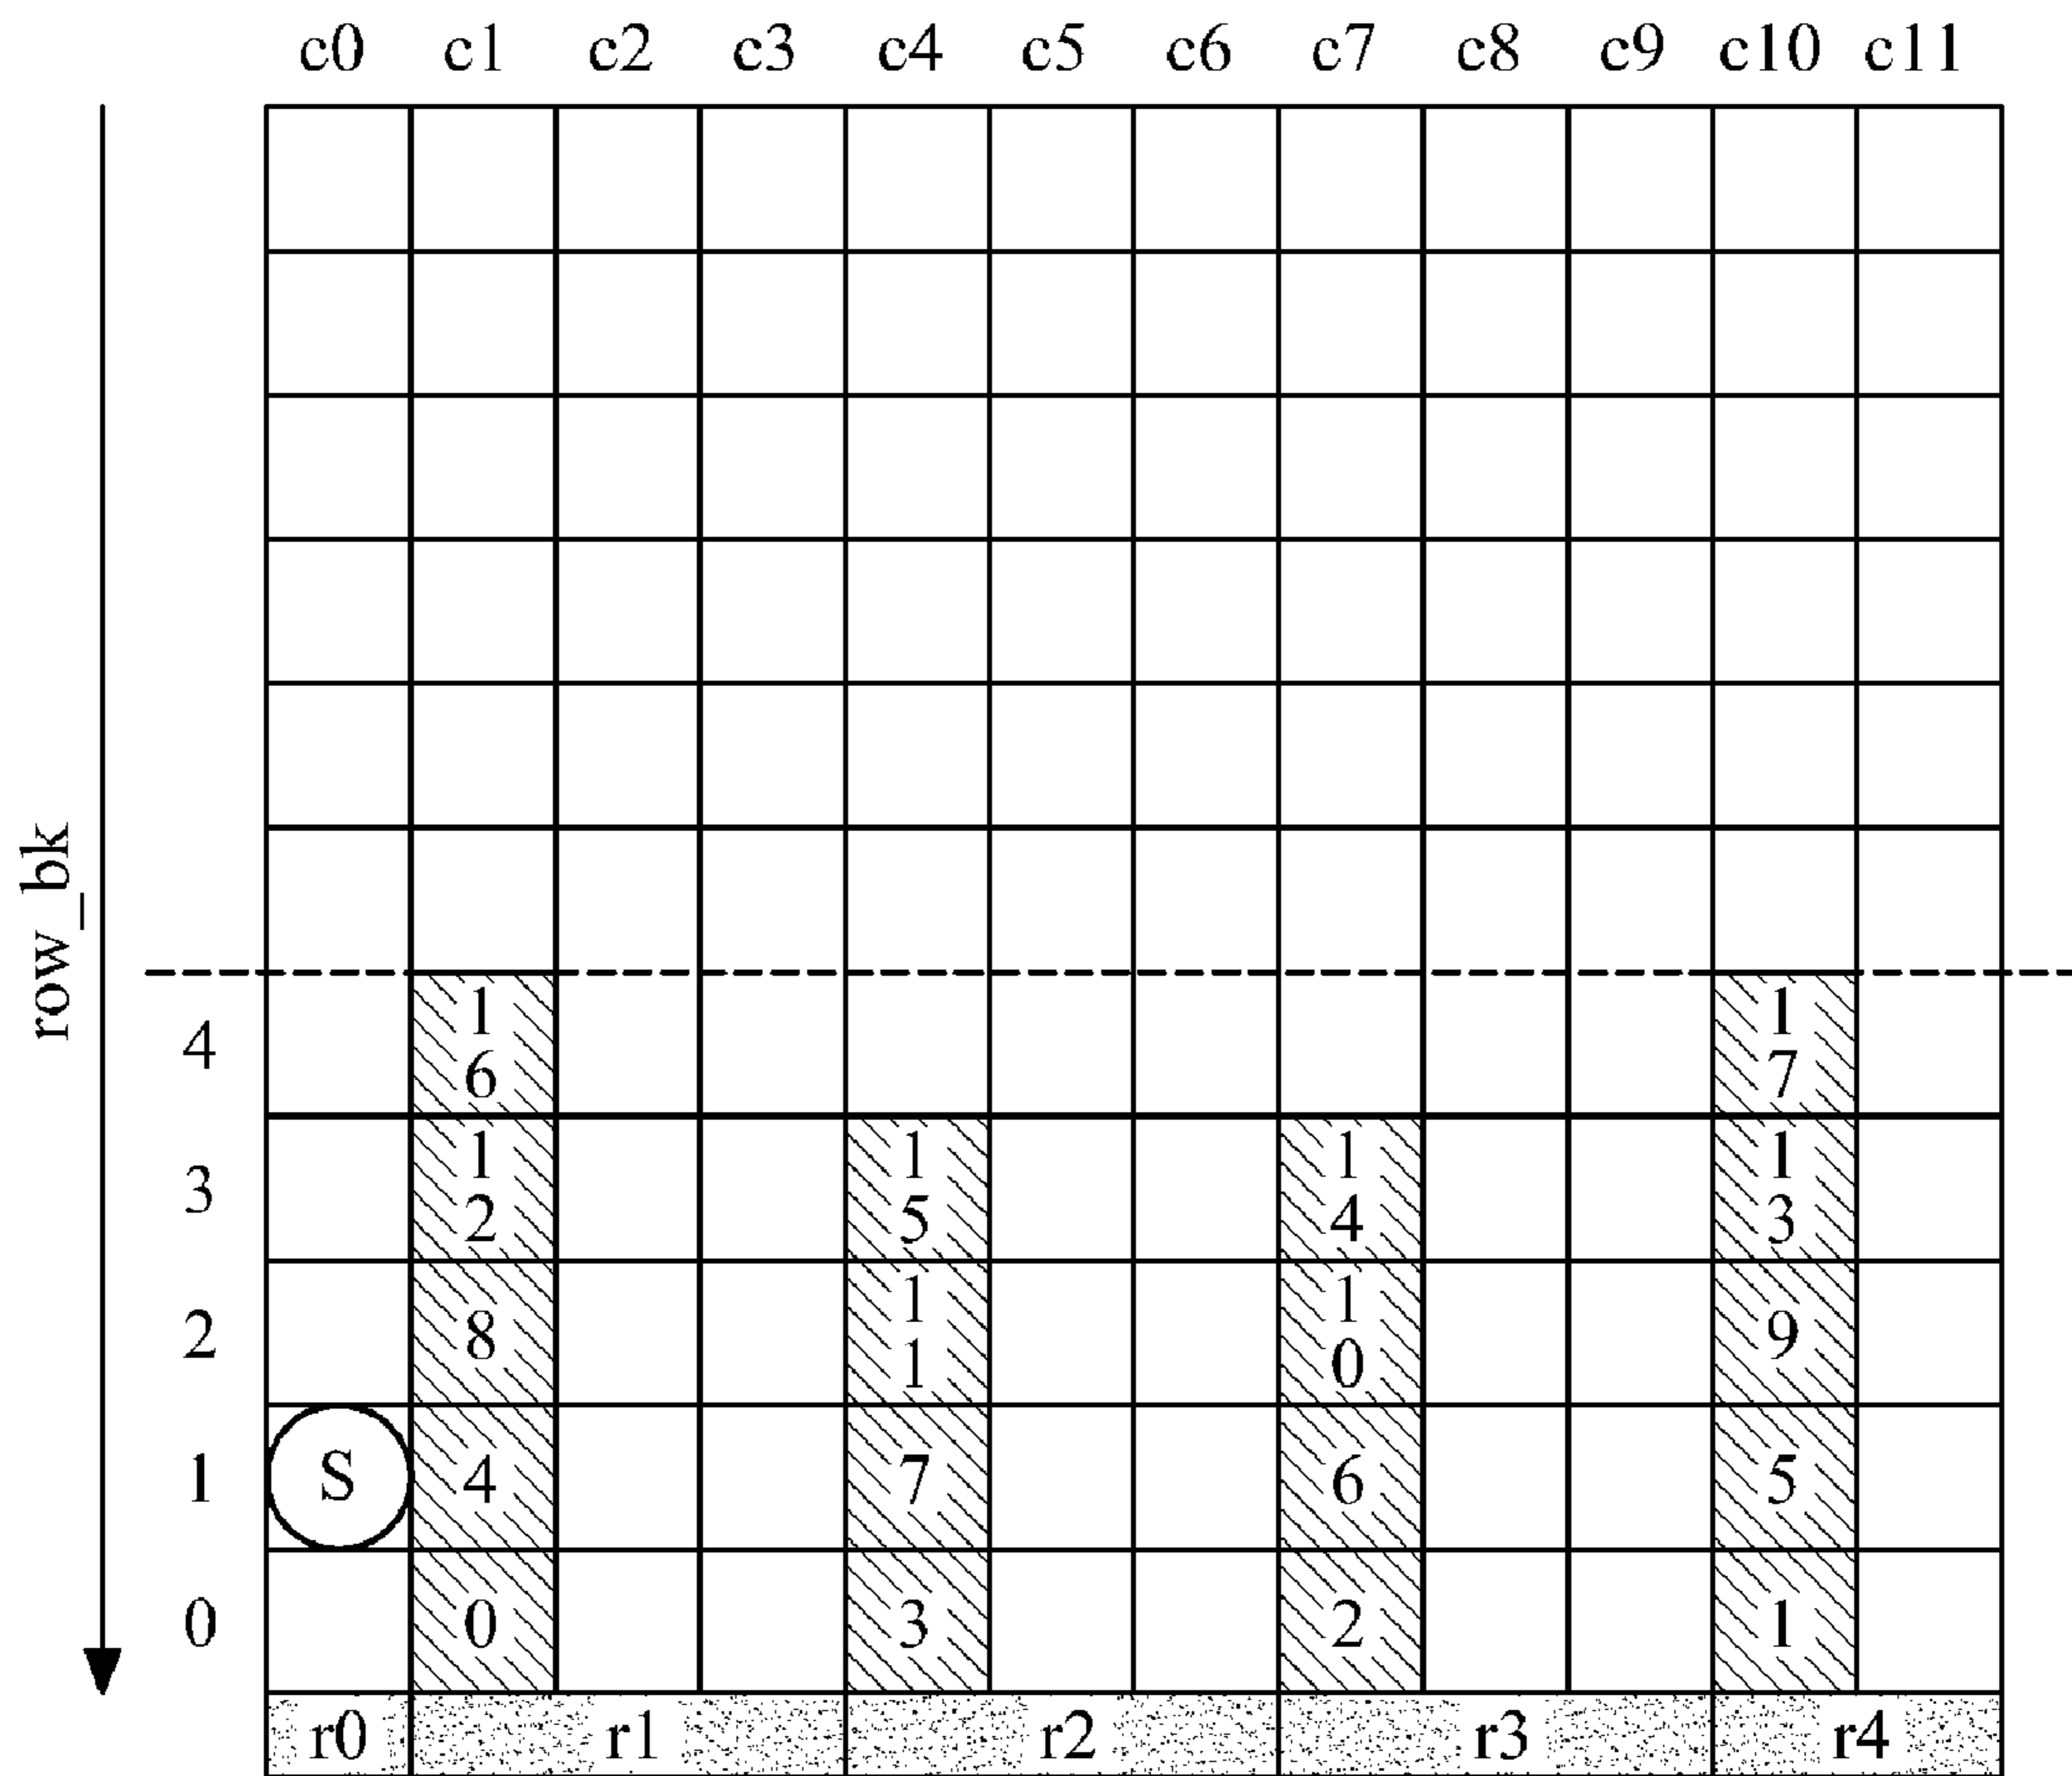 c0 c1 c2 c3 c4 c5 c6 c7 c8 c9 c10 c11
row_bk
4 16 17
3 12 15 14 13
2 8 11 10 9
1 S 4 7 6 5
0 0 3 2 1
r0 r1 r2 r3 r4